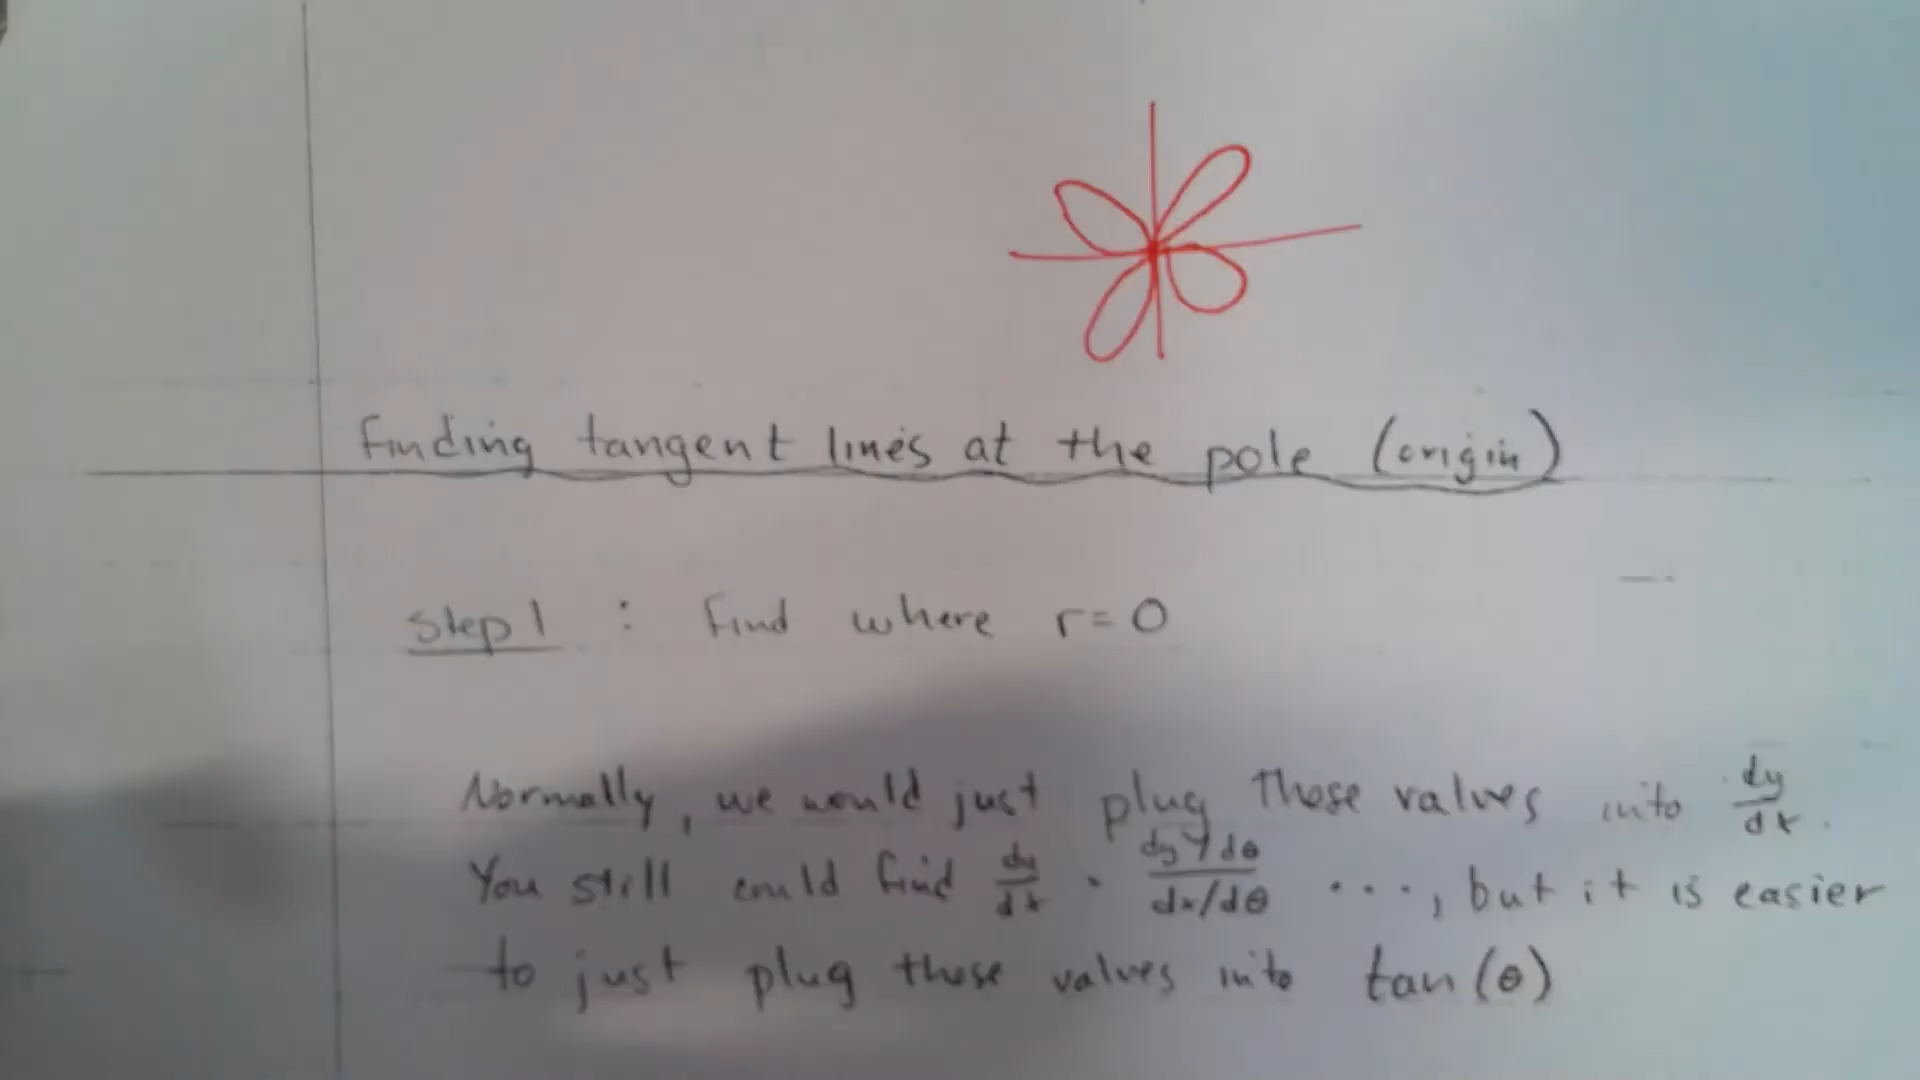 Finding tangent lines at the pole (origin)
Step 1 : Find where r=0
Normally, we would just plug these values into dy/dx.
You still could find dy/dx = (dy/dθ)/(dx/dθ) ..., but it is easier
to just plug these values into tan(θ)